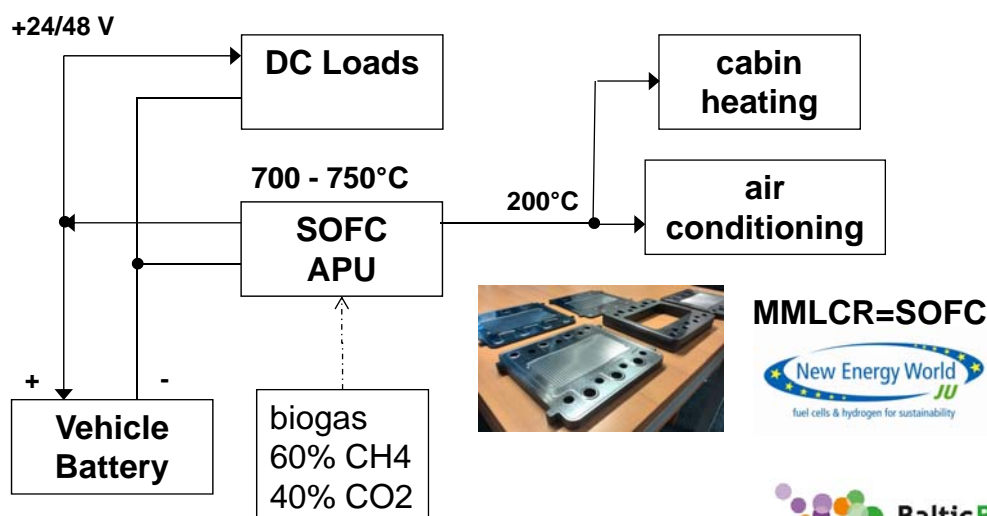 +24/48 V
DC Loads
cabin
heating
700 - 750°C
200°C
air
conditioning
SOFC
APU
MMLCR=SOFC
New Energy World
JU
fuel cells & hydrogen for sustainability
+ -
Vehicle
Battery
biogas
60% CH4
40% CO2